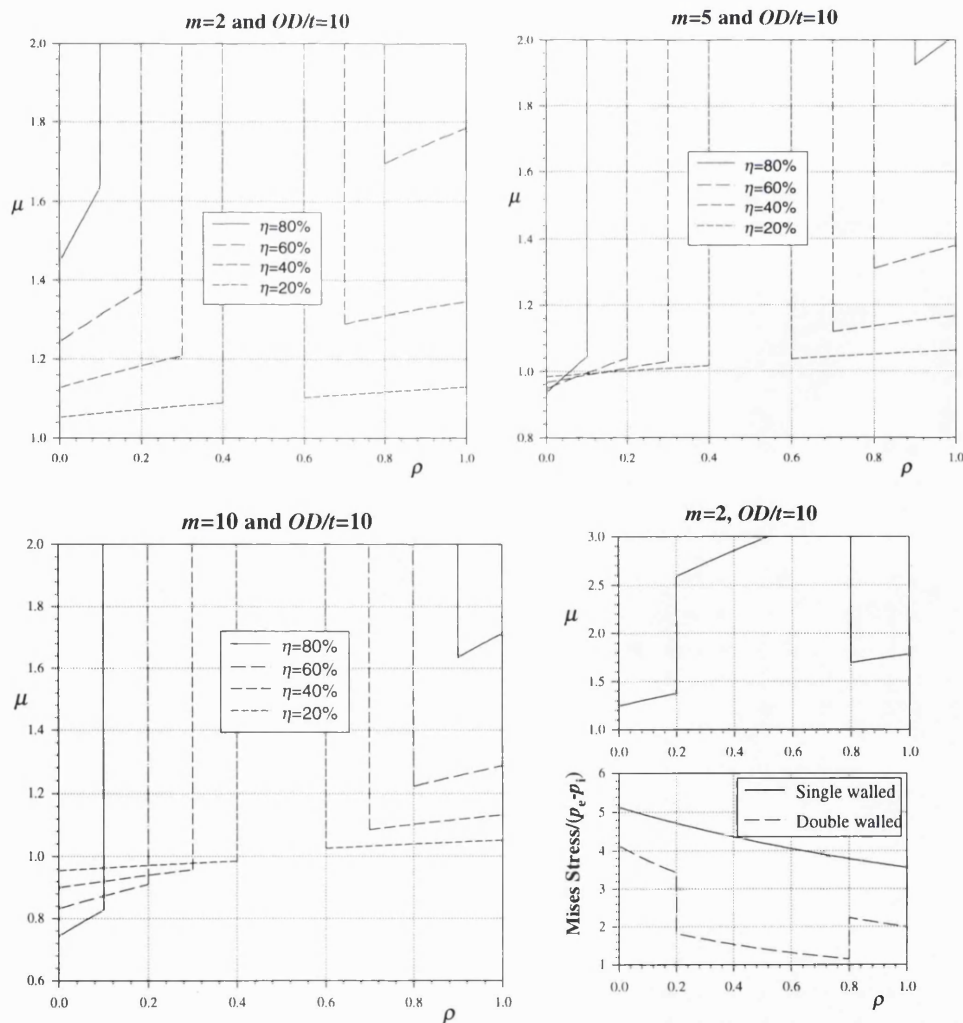 m=2 and OD/t=10
2.0
1.8
μ
1.6
1.4
1.2
1.0
η=80%
η=60%
η=40%
η=20%
0.0 0.2 0.4 0.6 0.8 1.0
ρ
m=5 and OD/t=10
2.0
1.8
1.6
μ
1.4
1.2
1.0
0.8
η=80%
η=60%
η=40%
η=20%
0.0 0.2 0.4 0.6 0.8 1.0
ρ
m=10 and OD/t=10
2.0
1.8
1.6
μ
1.4
1.2
1.0
0.8
0.6
η=80%
η=60%
η=40%
η=20%
0.0 0.2 0.4 0.6 0.8 1.0
ρ
m=2, OD/t=10
3.0
2.5
μ
2.0
1.5
1.0
0.0 0.2 0.4 0.6 0.8 1.0
Mises Stress/(p_e-p_i)
6
5
4
3
2
1
Single walled
Double walled
0.0 0.2 0.4 0.6 0.8 1.0
ρ